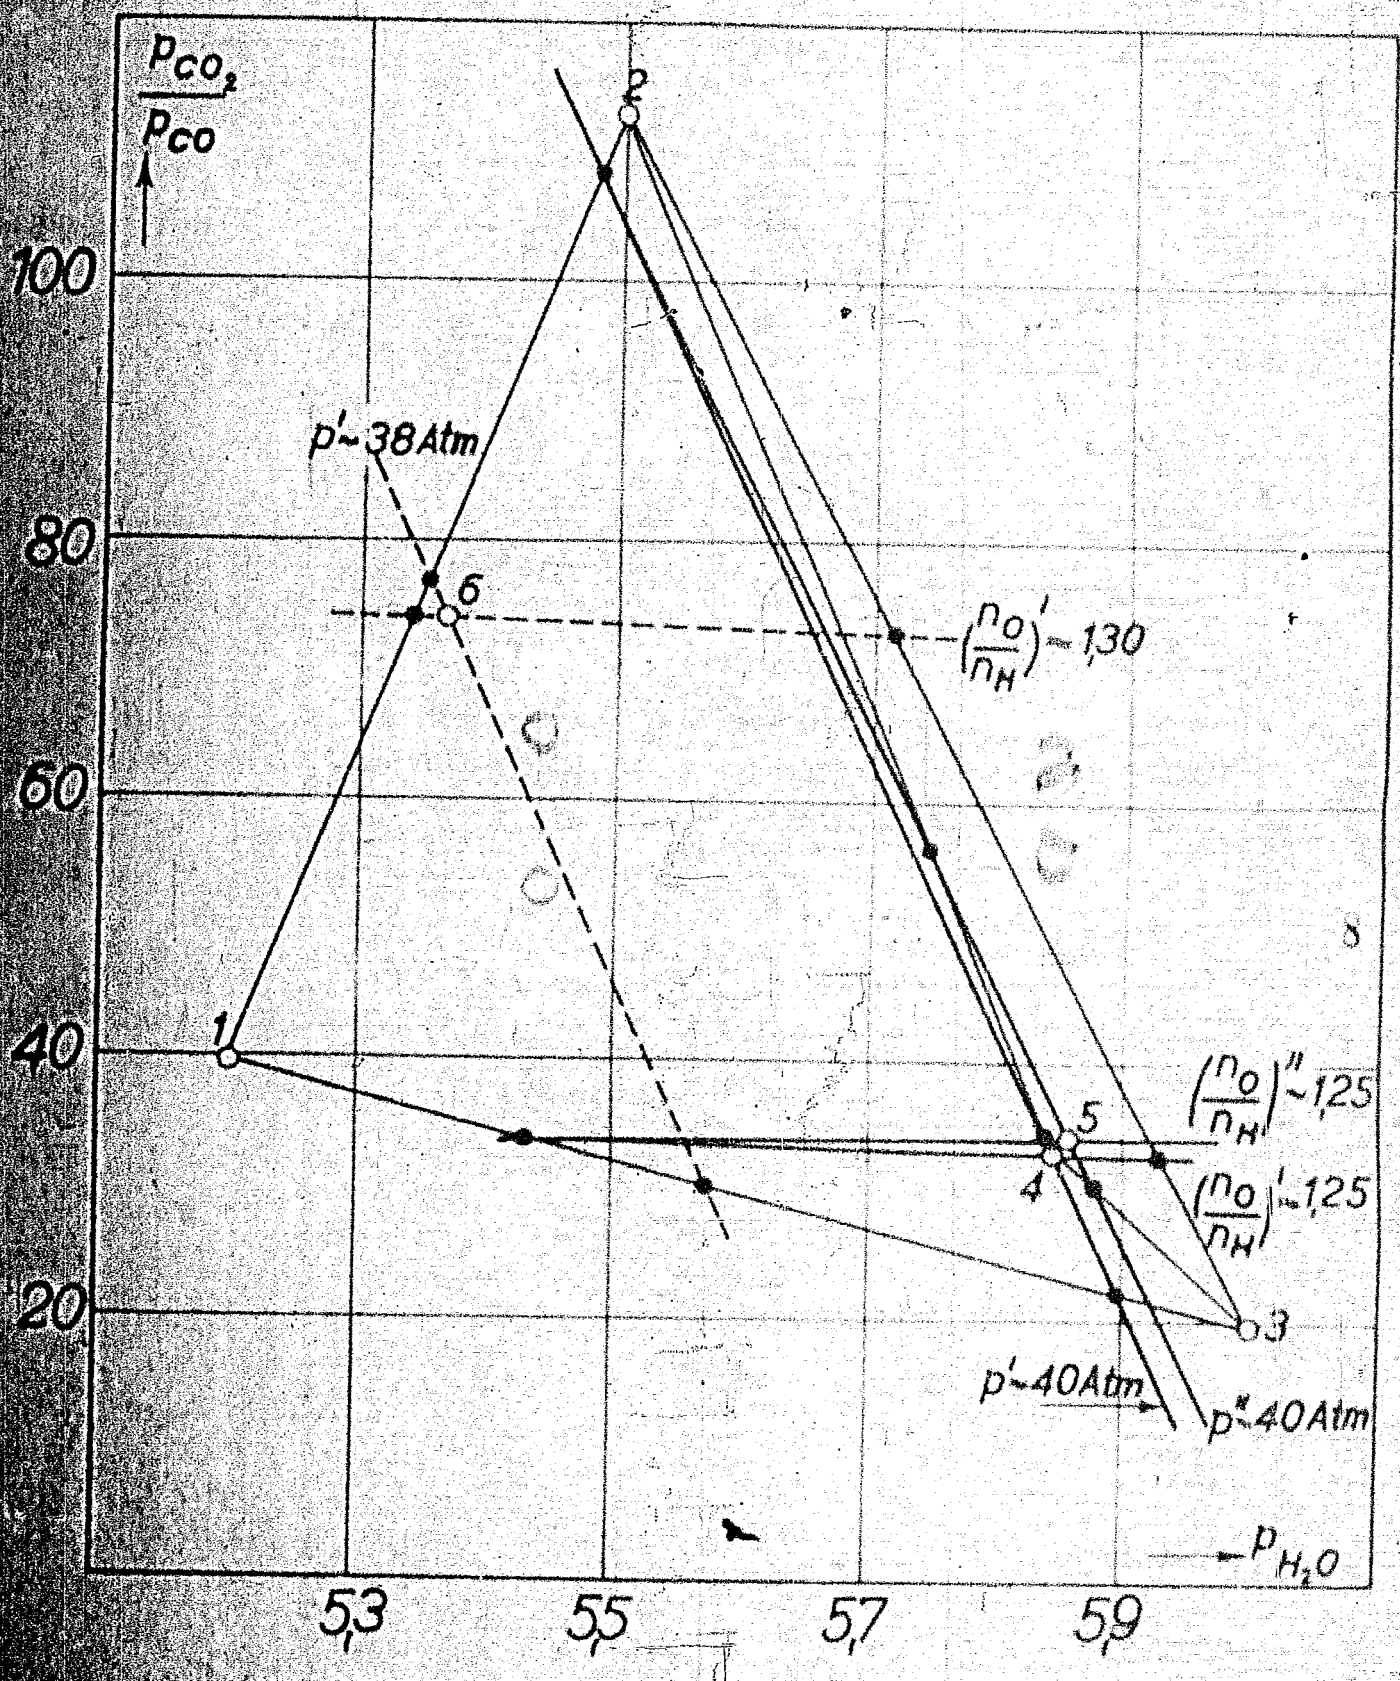 p_CO₂
p_CO
2
100
p′~38Atm
80
6
(n_O/n_H)′~1,30
60
1
40
(n_O/n_H)″~1,25
5
4
(n_O/n_H)′~1,25
20
3
p′~40Atm
p″~40Atm
p_H₂O
5,3 5,5 5,7 5,9